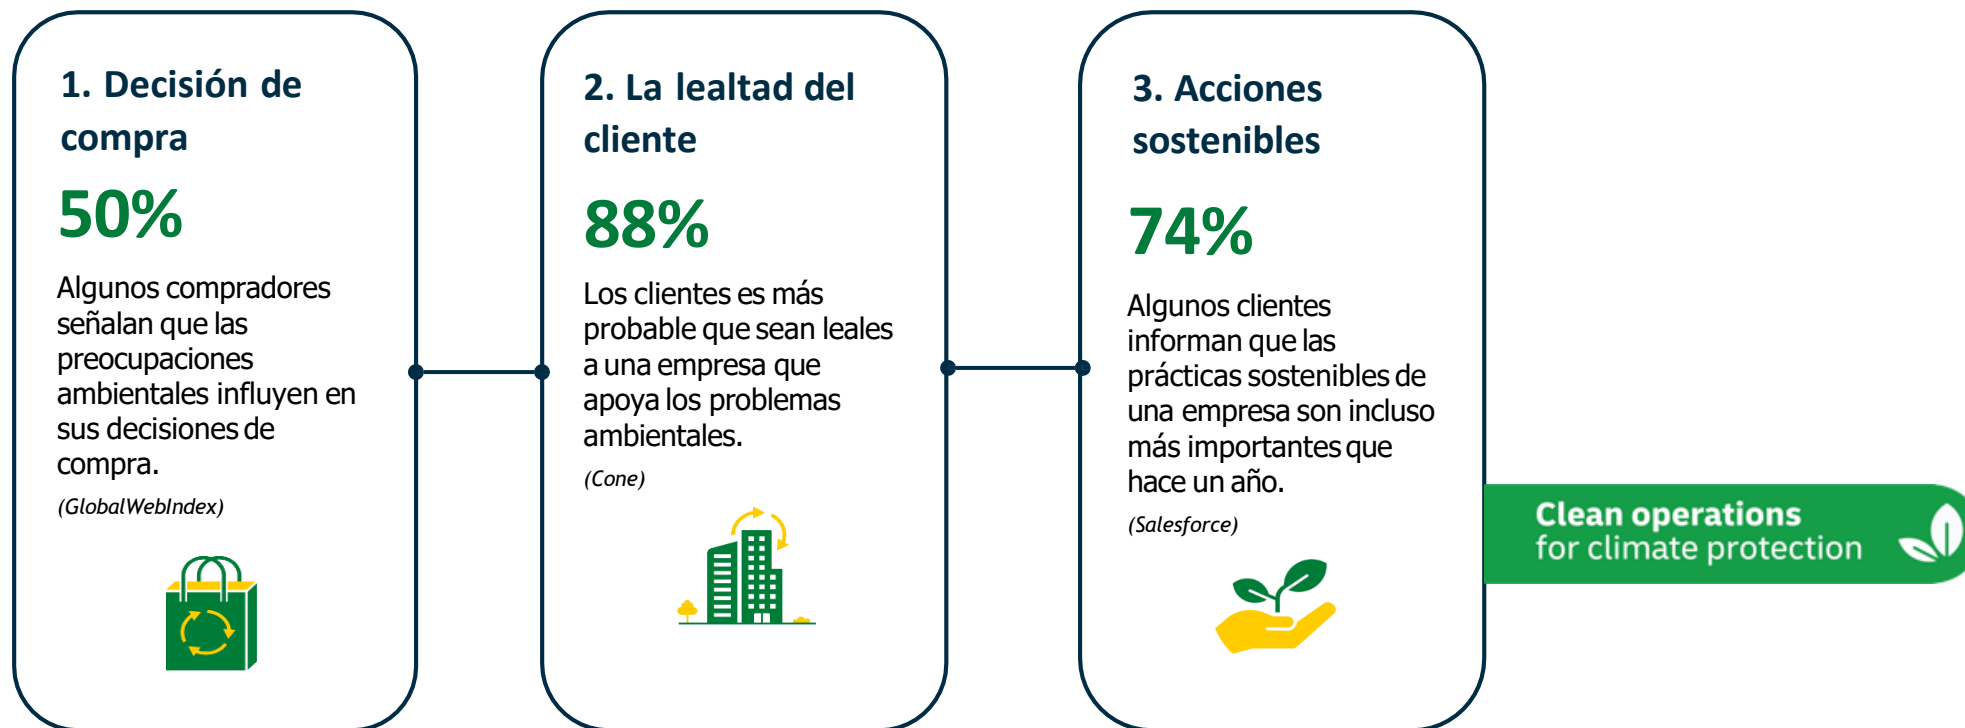 1. Decisión de
compra
50%
Algunos compradores
señalan que las
preocupaciones
ambientales influyen en
sus decisiones de
compra.
(GlobalWebIndex)
2. La lealtad del
cliente
88%
Los clientes es más
probable que sean leales
a una empresa que
apoya los problemas
ambientales.
(Cone)
3. Acciones
sostenibles
74%
Algunos clientes
informan que las
prácticas sostenibles de
una empresa son incluso
más importantes que
hace un año.
(Salesforce)
Clean operations
for climate protection